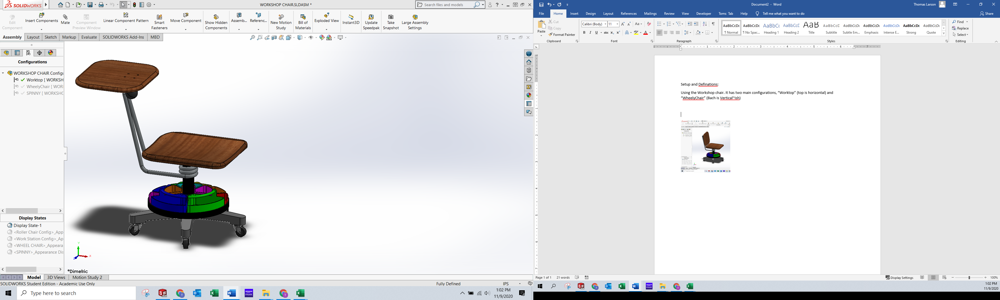 SOLIDWORKS
WORKSHOP CHAIR.SLDASM *
Search files and models
Edit Component
Insert Components
Mate
Component Preview Window
Linear Component Pattern
Smart Fasteners
Move Component
Show Hidden Components
Assemb...
Referenc...
New Motion Study
Bill of Materials
Exploded View
Instant3D
Update Speedpak
Take Snapshot
Large Assembly Settings
Assembly Layout Sketch Markup Evaluate SOLIDWORKS Add-Ins MBD
Configurations
WORKSHOP CHAIR Configu
Worktop [ WORKSH
WheelyChair [ WOR
SPINNY [ WORKSHO
Display States
Display State-1
<Roller Chair Config>_App
<Work Station Config>_Ap
<WHEEL CHAIR>_Appeara
<SPINNY>_Appearance Dis
Y
X
Z
*Dimetric
Model 3D Views Motion Study 2
SOLIDWORKS Student Edition - Academic Use Only
Fully Defined
IPS
Type here to search
1:02 PM
11/9/2020
Document2 - Word
Thomas Larson
File Home Insert Design Layout References Mailings Review View Developer Toms Tab Help Tell me what you want to do
Share
Paste
Cut
Copy
Format Painter
Clipboard
Calibri (Body) 11
Font
Paragraph
AaBbCcDc AaBbCcDc AaBbCc AaBbCcE AaB AaBbCcD AaBbCcDc AaBbCcDc AaBbCcDc AaBbCcDc AaBbCcDc
¶ Normal ¶ No Spac... Heading 1 Heading 2 Title Subtitle Subtle Em... Emphasis Intense E... Strong Quote
Styles
Find
Replace
Select
Editing
Setup and Definations:
Using the Workshop chair. It has two main configurations, “Worktop” (top is horizontal) and
“WheelyChair” (Bach is Vertical~ish)
Page 1 of 1 21 words
Display Settings
100%
1:02 PM
11/9/2020